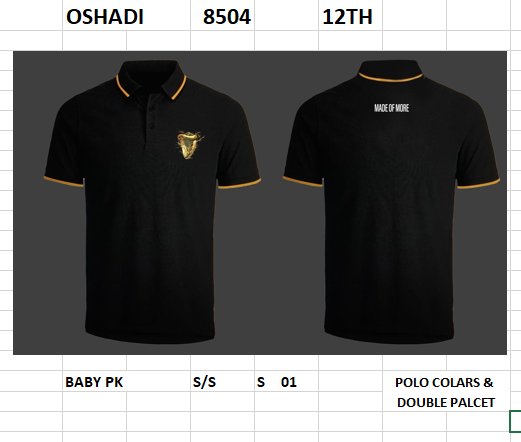 OSHADI 8504 12TH
MADE OF MORE
BABY PK S/S S 01 POLO COLARS &
DOUBLE PALCET